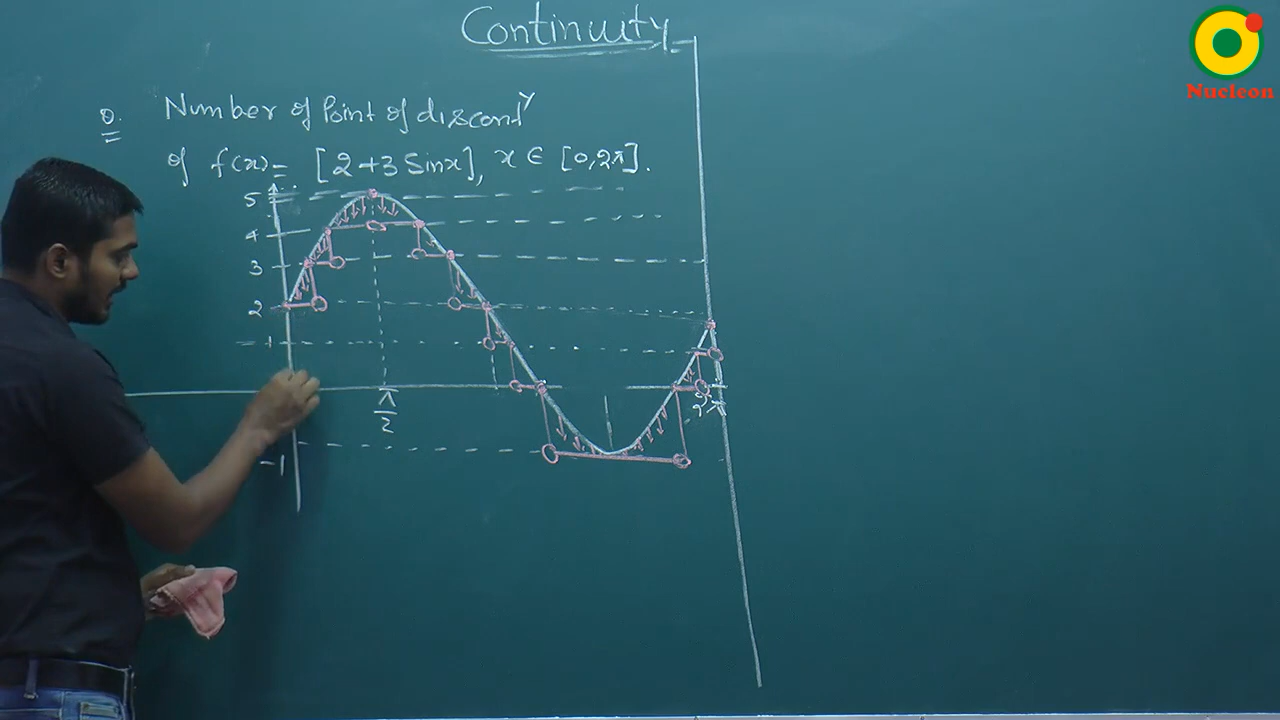 Continuity
Nucleon
Q. Number of Point of discontY
of f(x) = [2+3 Sinx], x ∈ [0,2π].
5
4
3
2
1
π/2
2π
-1